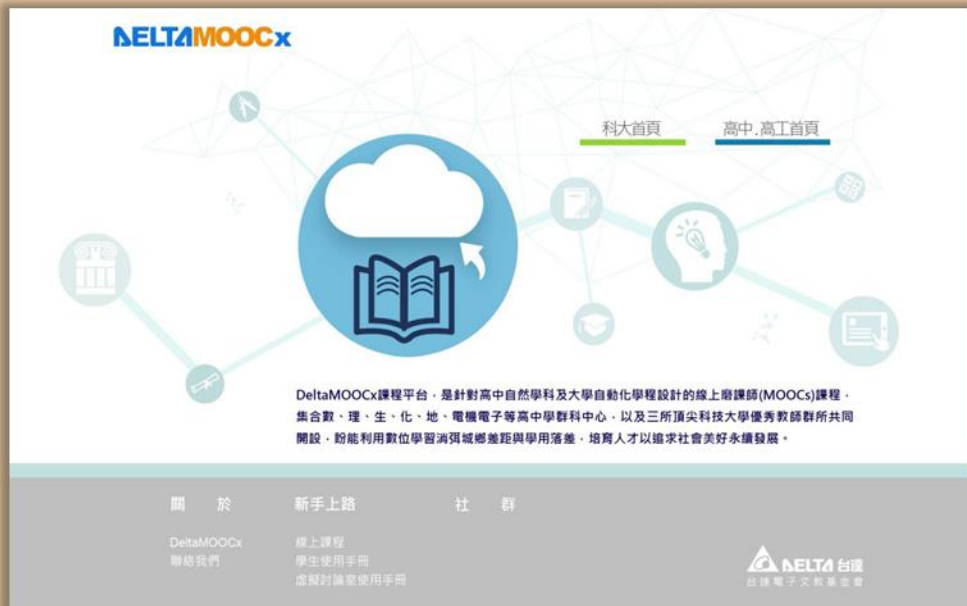 DELTAMOOCx
科大首頁
高中.高工首頁
DeltaMOOCx課程平台，是針對高中自然學科及大學自動化學程設計的線上磨課師(MOOCs)課程，
集合數、理、生、化、地、電機電子等高中學群科中心，以及三所頂尖科技大學優秀教師群所共同
開設，盼能利用數位學習消弭城鄉差距與學用落差，培育人才以追求社會美好永續發展。
關 於
DeltaMOOCx
聯絡我們
新手上路
線上課程
學生使用手冊
虛擬討論室使用手冊
社 群
DELTA 台達
台達電子文教基金會